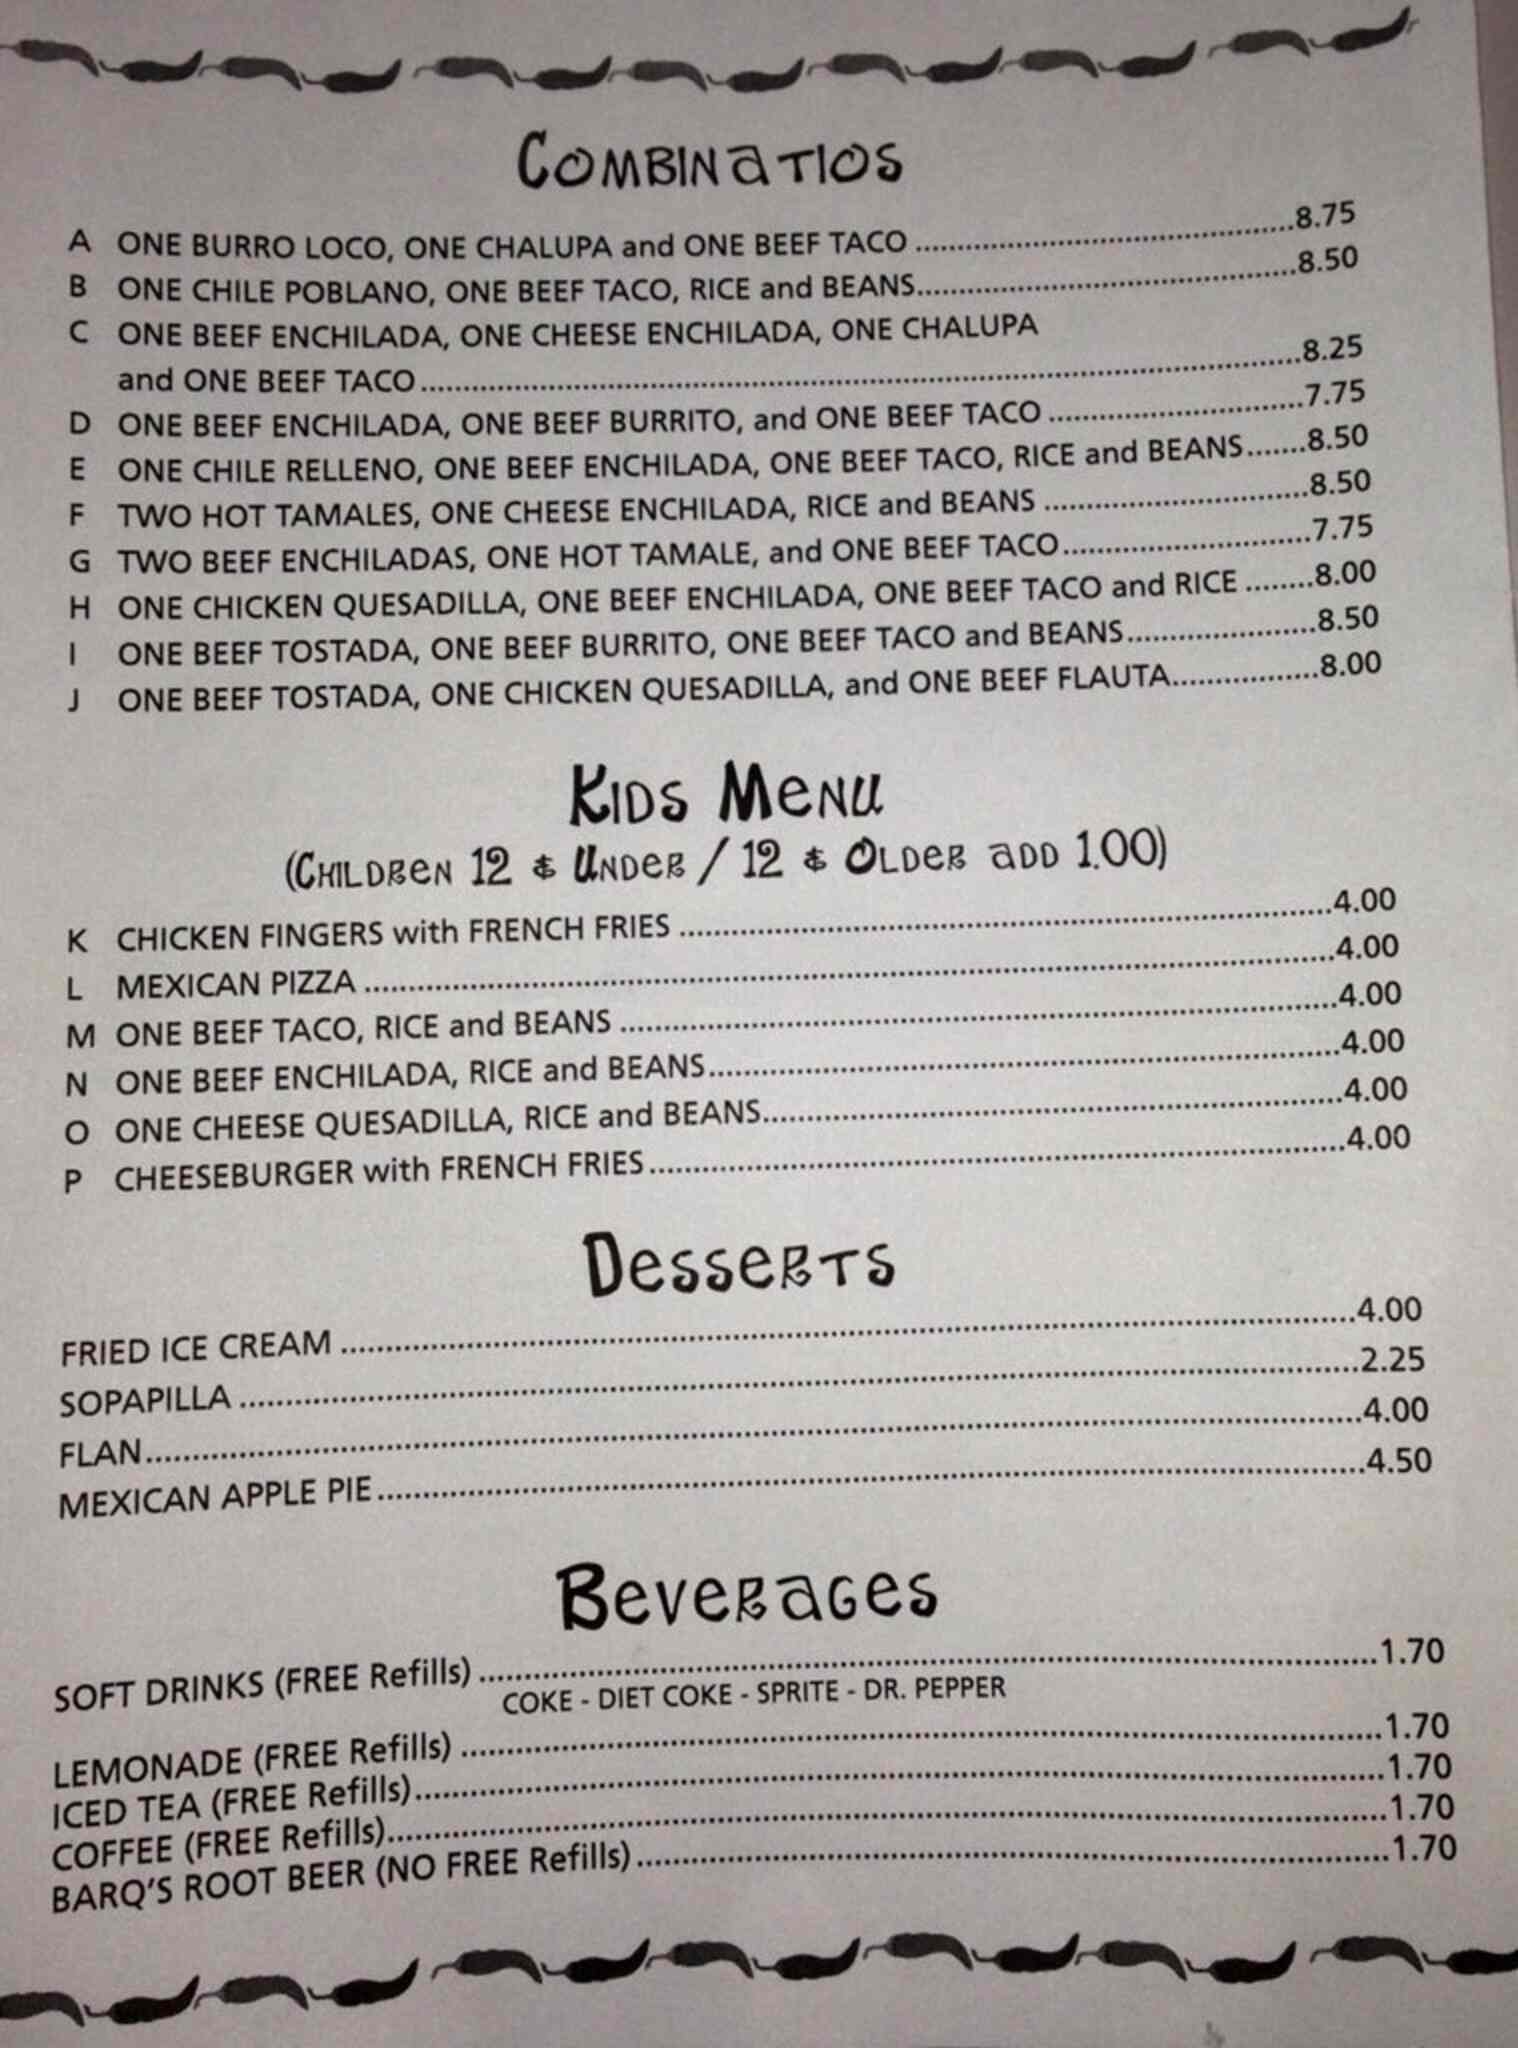 COMBINATIOS
A ONE BURRO LOCO, ONE CHALUPA and ONE BEEF TACO ........ 8.75
B ONE CHILE POBLANO, ONE BEEF TACO, RICE and BEANS........ 8.50
C ONE BEEF ENCHILADA, ONE CHEESE ENCHILADA, ONE CHALUPA
and ONE BEEF TACO ........ 8.25
D ONE BEEF ENCHILADA, ONE BEEF BURRITO, and ONE BEEF TACO ........ 7.75
E ONE CHILE RELLENO, ONE BEEF ENCHILADA, ONE BEEF TACO, RICE and BEANS.......8.50
F TWO HOT TAMALES, ONE CHEESE ENCHILADA, RICE and BEANS ........ 8.50
G TWO BEEF ENCHILADAS, ONE HOT TAMALE, and ONE BEEF TACO........ 7.75
H ONE CHICKEN QUESADILLA, ONE BEEF ENCHILADA, ONE BEEF TACO and RICE ........8.00
I ONE BEEF TOSTADA, ONE BEEF BURRITO, ONE BEEF TACO and BEANS........ 8.50
J ONE BEEF TOSTADA, ONE CHICKEN QUESADILLA, and ONE BEEF FLAUTA........ 8.00
KIDS MENU
(CHILDREN 12 & UNDER / 12 & OLDER ADD 1.00)
K CHICKEN FINGERS with FRENCH FRIES ........ 4.00
L MEXICAN PIZZA ........ 4.00
M ONE BEEF TACO, RICE and BEANS ........ 4.00
N ONE BEEF ENCHILADA, RICE and BEANS........ 4.00
O ONE CHEESE QUESADILLA, RICE and BEANS........ 4.00
P CHEESEBURGER with FRENCH FRIES........ 4.00
DESSERTS
FRIED ICE CREAM ........ 4.00
SOPAPILLA ........ 2.25
FLAN........ 4.00
MEXICAN APPLE PIE........ 4.50
BEVERAGES
SOFT DRINKS (FREE Refills) ........ 1.70
COKE - DIET COKE - SPRITE - DR. PEPPER
LEMONADE (FREE Refills) ........ 1.70
ICED TEA (FREE Refills)........ 1.70
COFFEE (FREE Refills)........ 1.70
BARQ'S ROOT BEER (NO FREE Refills) ........ 1.70